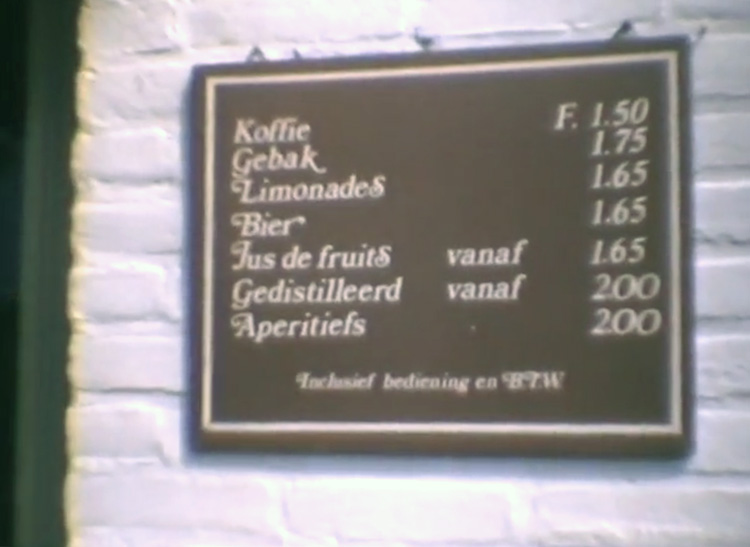 Koffie F. 1.50
Gebak 1.75
Limonades 1.65
Bier 1.65
Jus de fruits vanaf 1.65
Gedistilleerd vanaf 2.00
Aperitiefs 2.00
Inclusief bediening en B.T.W.